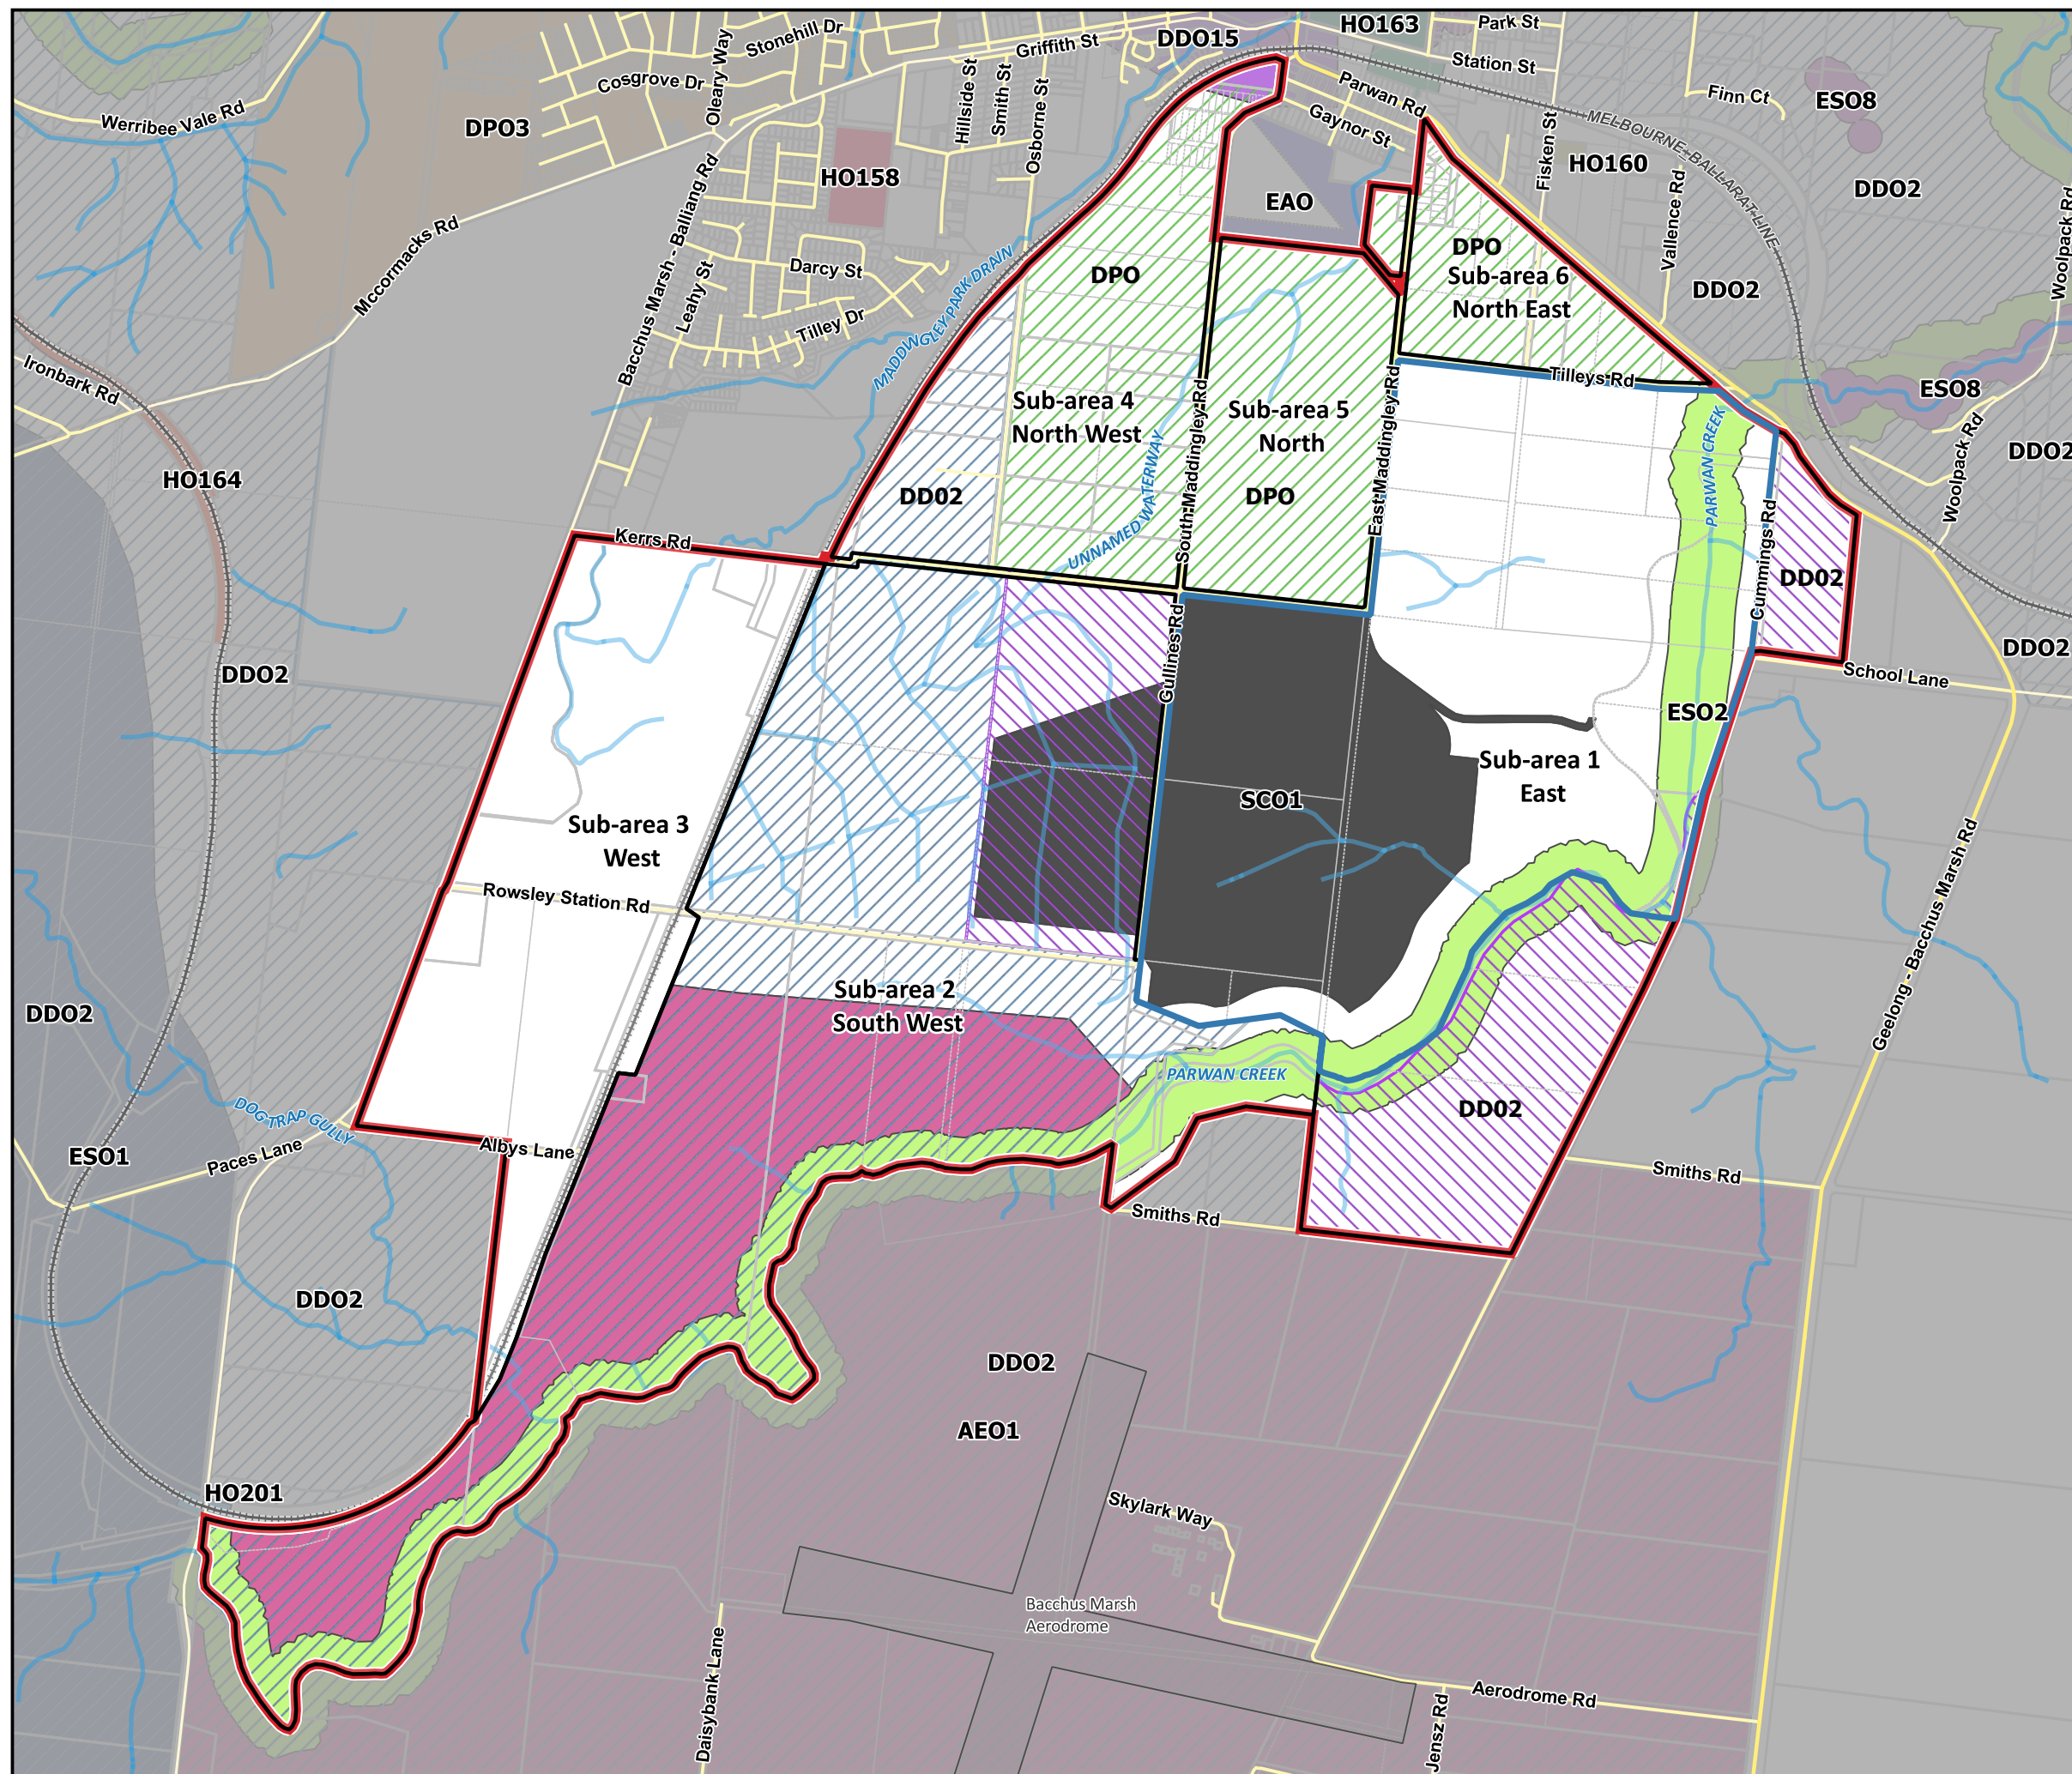 HO163
Park St
DDO15
Stonehill Dr
Griffith St
Station St
Cosgrove Dr
Oleary Way
Hillside St
Smith St
Osborne St
Parwan Rd
Gaynor St
Finn Ct
ESO8
Werribee Vale Rd
DPO3
MELBOURNE-BALLARAT-LINE
Fisken St
HO160
HO158
EAO
DDO2
Woolpack Rd
Vallence Rd
Mccormacks Rd
Bacchus Marsh - Balliang Rd
Leahy St
Darcy St
Tilley Dr
MADDINGLEY PARK DRAIN
DPO
DPO
Sub-area 6
North East
DDO2
Woolpack Rd
Ironbark Rd
Tilleys Rd
ESO8
Sub-area 4
North West
Sub-area 5
North
South Maddingley Rd
East Maddingley Rd
PARWAN CREEK
Woolpack Rd
DDO2
HO164
DD02
DPO
UNNAMED WATERWAY
Kerrs Rd
Cummings Rd
DD02
DDO2
DDO2
School Lane
Gullines Rd
ESO2
Sub-area 1
East
SCO1
Sub-area 3
West
Rowsley Station Rd
Geelong - Bacchus Marsh Rd
Sub-area 2
South West
DDO2
PARWAN CREEK
DD02
DOG TRAP GULLY
Albys Lane
Paces Lane
ESO1
Smiths Rd
Smiths Rd
DDO2
DDO2
AEO1
HO201
Skylark Way
Bacchus Marsh
Aerodrome
Daisybank Lane
Aerodrome Rd
Jensz Rd